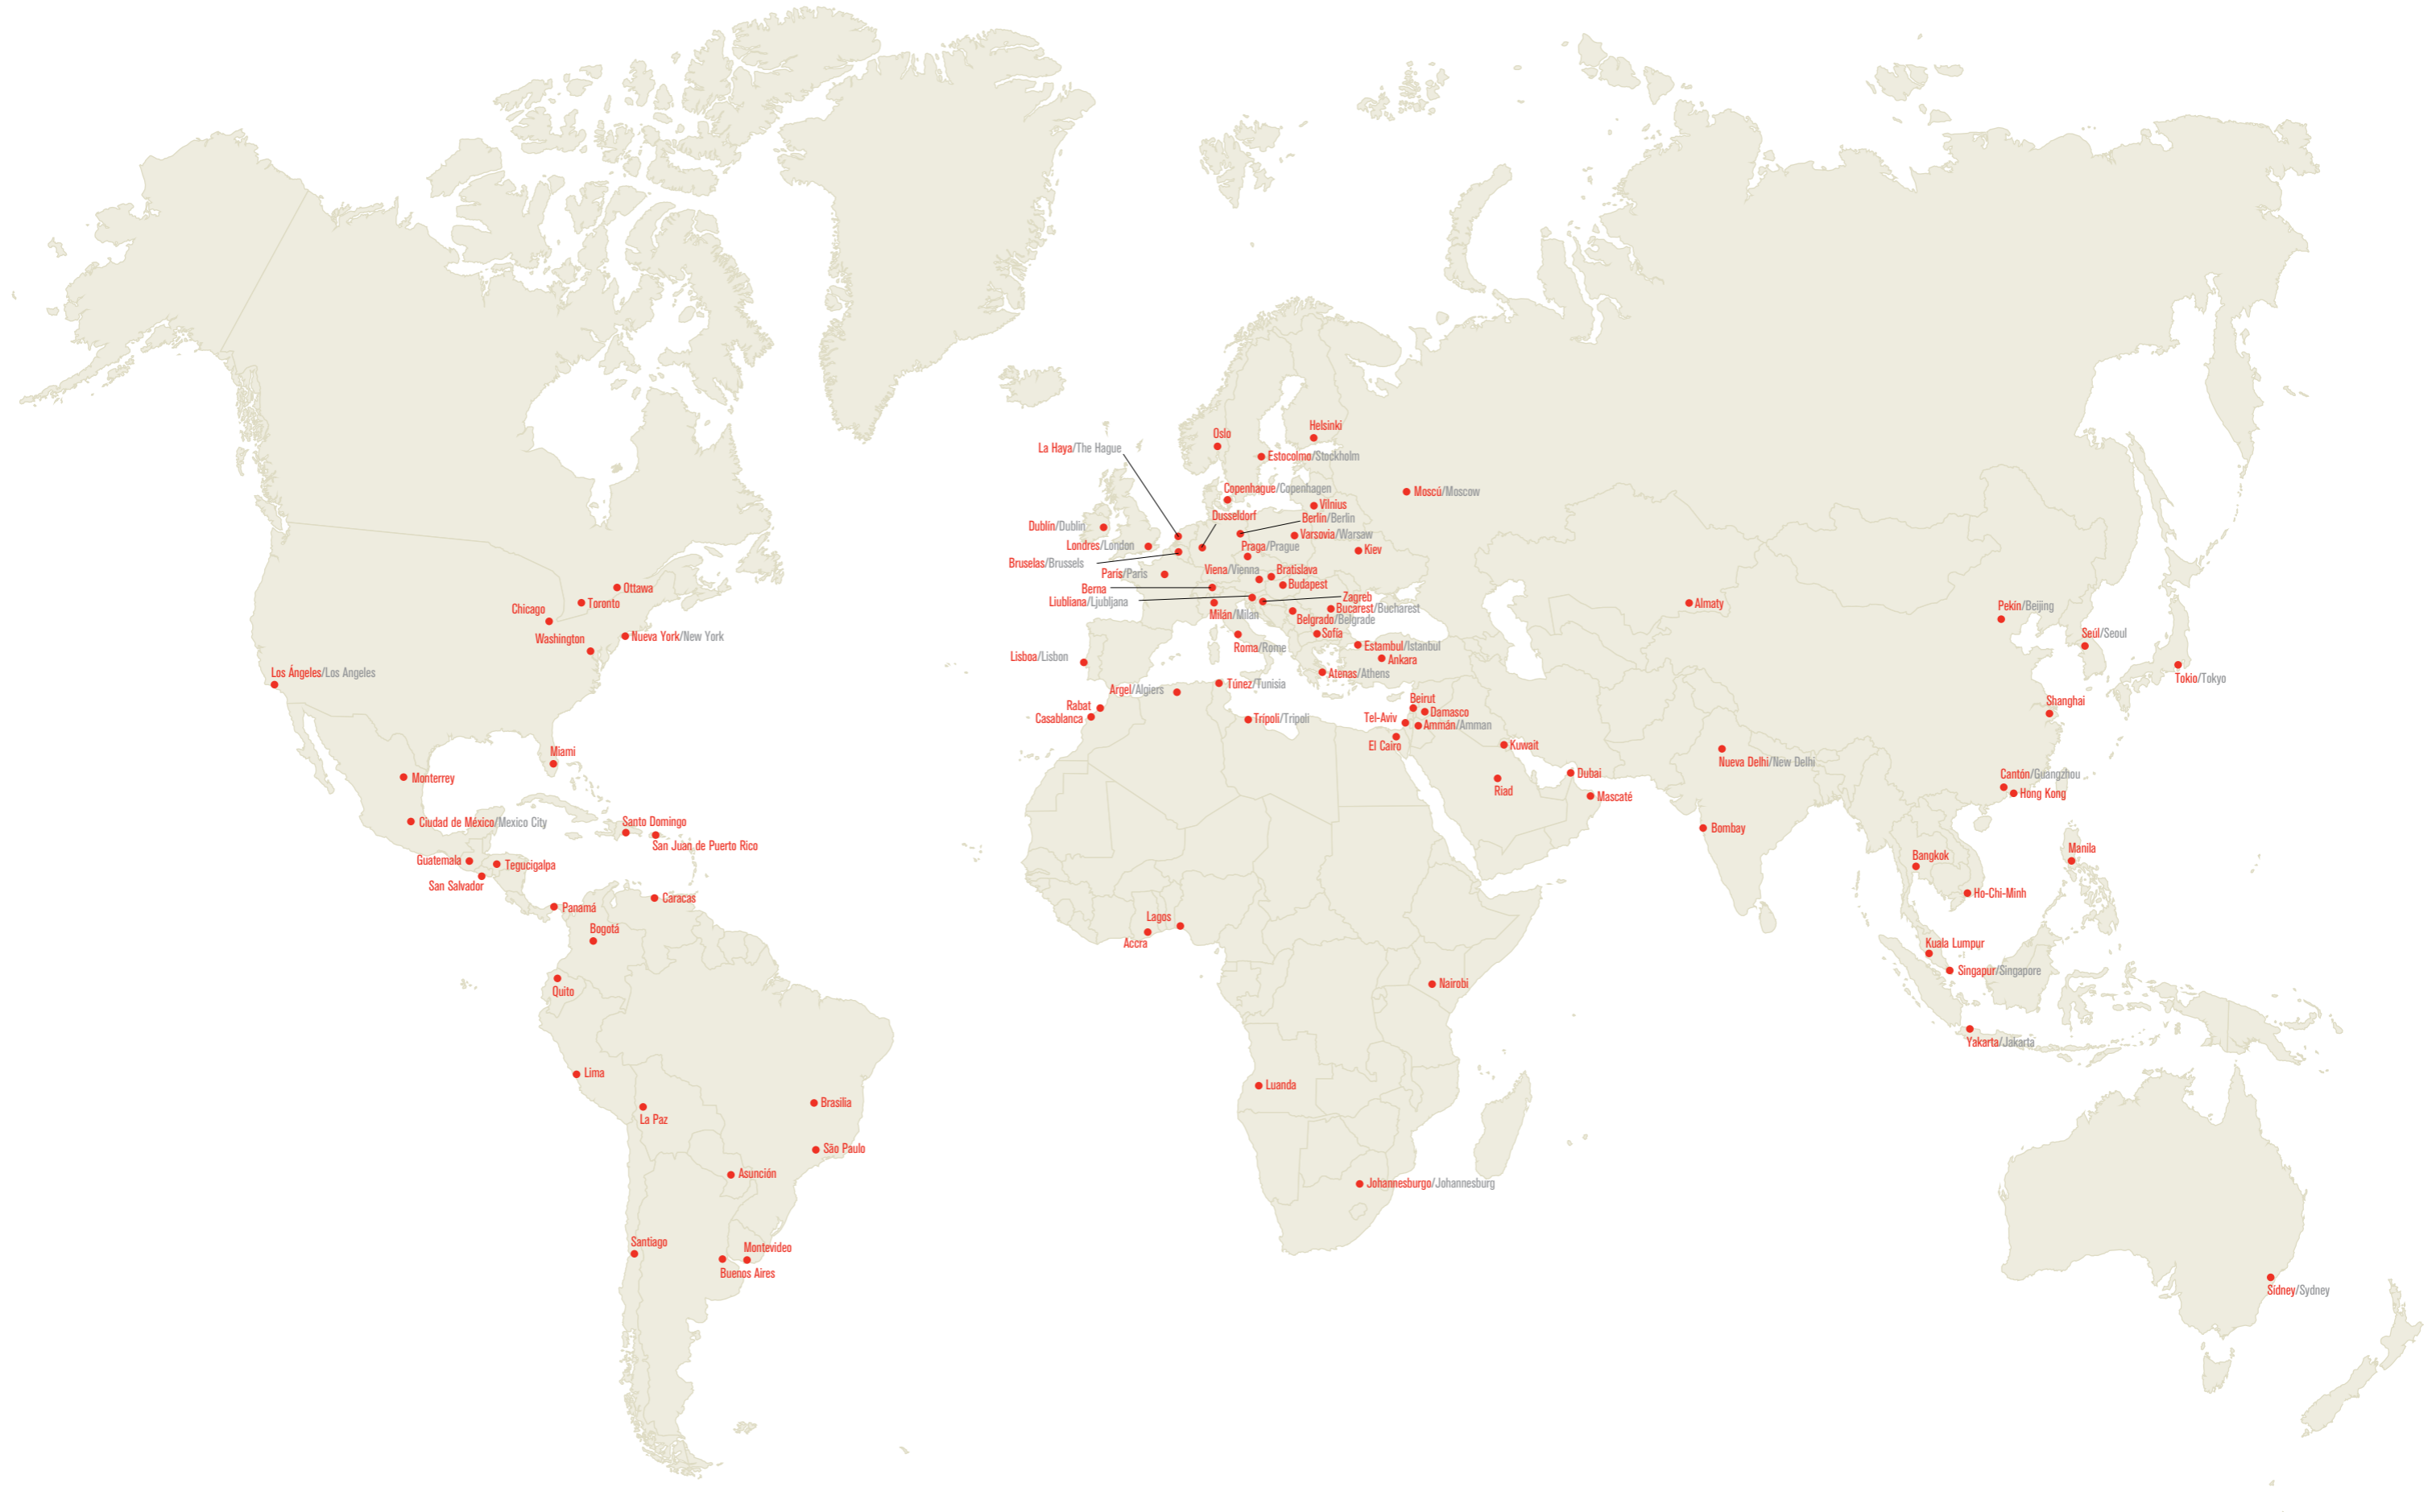 Helsinki
Oslo
La Haya/The Hague
Estocolmo/Stockholm
Copenhague/Copenhagen
Moscú/Moscow
Vilnius
Dusseldorf
Berlín/Berlin
Dublín/Dublin
Varsovia/Warsaw
Londres/London
Praga/Prague
Kiev
Bruselas/Brussels
París/Paris
Viena/Vienna
Bratislava
Budapest
Berna
Zagreb
Liubliana/Ljubljana
Bucarest/Bucharest
Milán/Milan
Belgrado/Belgrade
Sofía
Roma/Rome
Estambul/Istanbul
Ankara
Lisboa/Lisbon
Atenas/Athens
Ottawa
Toronto
Chicago
Washington
Nueva York/New York
Los Ángeles/Los Angeles
Miami
Monterrey
Ciudad de México/Mexico City
Santo Domingo
San Juan de Puerto Rico
Guatemala
Tegucigalpa
San Salvador
Panamá
Caracas
Bogotá
Quito
Lima
La Paz
Brasilia
São Paulo
Asunción
Santiago
Montevideo
Buenos Aires
Argel/Algiers
Túnez/Tunisia
Rabat
Casablanca
Trípoli/Tripoli
Beirut
Damasco
Tel-Aviv
Ammán/Amman
El Cairo
Kuwait
Riad
Dubai
Mascaté
Lagos
Accra
Nairobi
Luanda
Johannesburgo/Johannesburg
Almaty
Pekín/Beijing
Seúl/Seoul
Tokio/Tokyo
Shanghai
Nueva Delhi/New Delhi
Cantón/Guangzhou
Hong Kong
Bombay
Manila
Bangkok
Ho-Chi-Minh
Kuala Lumpur
Singapur/Singapore
Yakarta/Jakarta
Sídney/Sydney